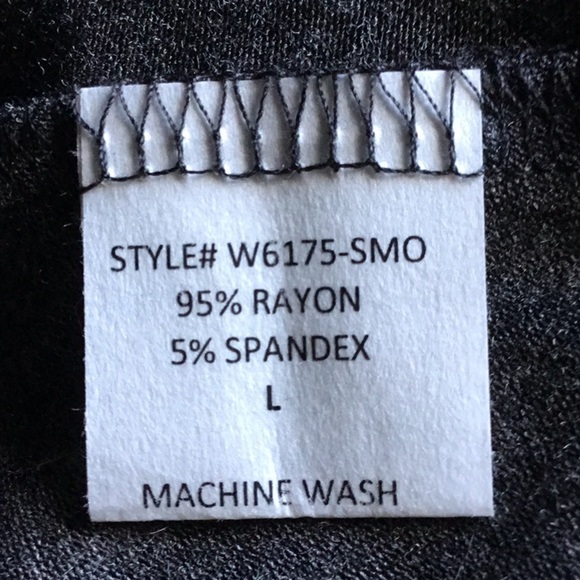 STYLE# W6175-SMO
95% RAYON
5% SPANDEX
L
MACHINE WASH